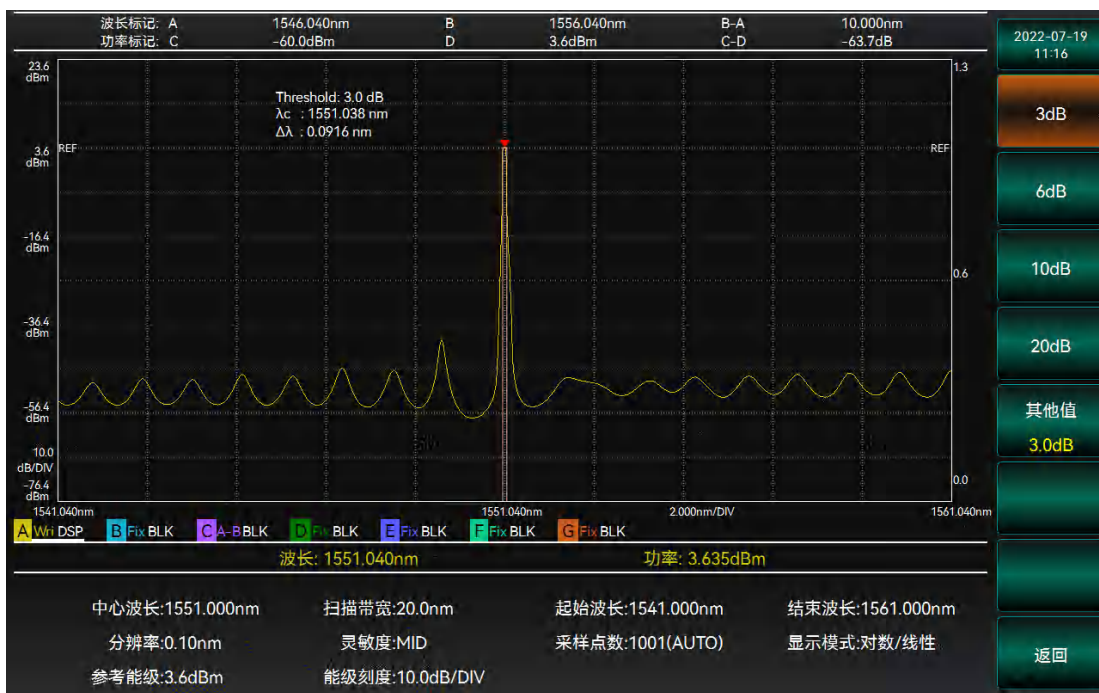 波长标记: A 1546.040nm B 1556.040nm B-A 10.000nm
功率标记: C -60.0dBm D 3.6dBm C-D -63.7dB
2022-07-19
11:16
23.6
dBm
1.3
Threshold: 3.0 dB
λc : 1551.038 nm
Δλ : 0.0916 nm
3dB
3.6
dBm
REF
REF
6dB
-16.4
dBm
10dB
0.6
-36.4
dBm
20dB
-56.4
dBm
其他值
3.0dB
10.0
dB/DIV
-76.4
dBm
0.0
1541.040nm 1551.040nm 2.000nm/DIV 1561.040nm
A Wri DSP B Fix BLK C A-B BLK D Fix BLK E Fix BLK F Fix BLK G Fix BLK
波长: 1551.040nm 功率: 3.635dBm
中心波长:1551.000nm 扫描带宽:20.0nm 起始波长:1541.000nm 结束波长:1561.000nm
分辨率:0.10nm 灵敏度:MID 采样点数:1001(AUTO) 显示模式:对数/线性
参考能级:3.6dBm 能级刻度:10.0dB/DIV
返回